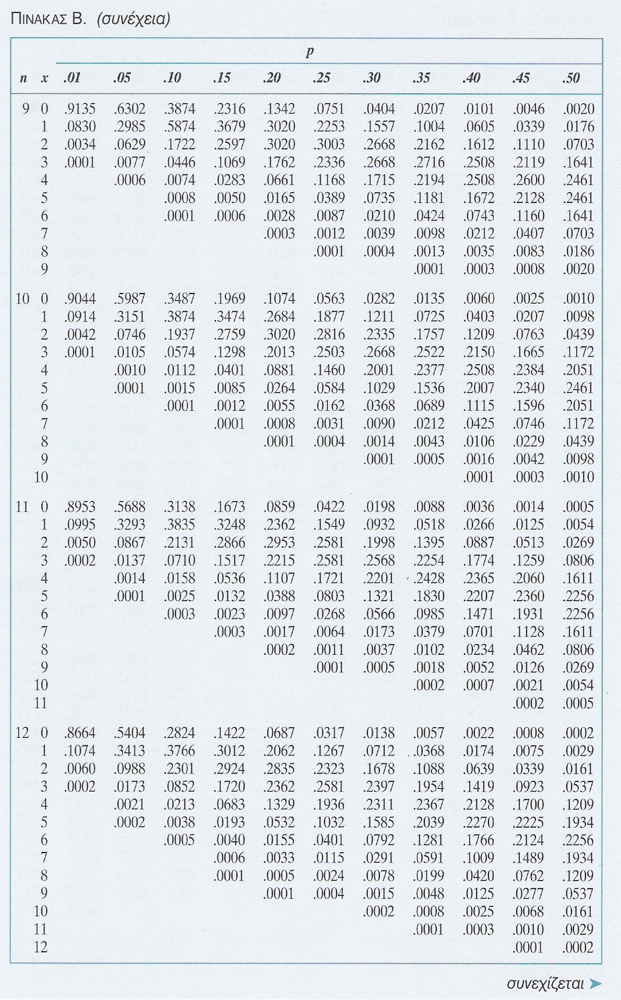 ΠΙΝΑΚΑΣ Β. (συνέχεια)
p
n x .01 .05 .10 .15 .20 .25 .30 .35 .40 .45 .50
9 0 .9135 .6302 .3874 .2316 .1342 .0751 .0404 .0207 .0101 .0046 .0020
1 .0830 .2985 .5874 .3679 .3020 .2253 .1557 .1004 .0605 .0339 .0176
2 .0034 .0629 .1722 .2597 .3020 .3003 .2668 .2162 .1612 .1110 .0703
3 .0001 .0077 .0446 .1069 .1762 .2336 .2668 .2716 .2508 .2119 .1641
4 .0006 .0074 .0283 .0661 .1168 .1715 .2194 .2508 .2600 .2461
5 .0008 .0050 .0165 .0389 .0735 .1181 .1672 .2128 .2461
6 .0001 .0006 .0028 .0087 .0210 .0424 .0743 .1160 .1641
7 .0003 .0012 .0039 .0098 .0212 .0407 .0703
8 .0001 .0004 .0013 .0035 .0083 .0186
9 .0001 .0003 .0008 .0020
10 0 .9044 .5987 .3487 .1969 .1074 .0563 .0282 .0135 .0060 .0025 .0010
1 .0914 .3151 .3874 .3474 .2684 .1877 .1211 .0725 .0403 .0207 .0098
2 .0042 .0746 .1937 .2759 .3020 .2816 .2335 .1757 .1209 .0763 .0439
3 .0001 .0105 .0574 .1298 .2013 .2503 .2668 .2522 .2150 .1665 .1172
4 .0010 .0112 .0401 .0881 .1460 .2001 .2377 .2508 .2384 .2051
5 .0001 .0015 .0085 .0264 .0584 .1029 .1536 .2007 .2340 .2461
6 .0001 .0012 .0055 .0162 .0368 .0689 .1115 .1596 .2051
7 .0001 .0008 .0031 .0090 .0212 .0425 .0746 .1172
8 .0001 .0004 .0014 .0043 .0106 .0229 .0439
9 .0001 .0005 .0016 .0042 .0098
10 .0001 .0003 .0010
11 0 .8953 .5688 .3138 .1673 .0859 .0422 .0198 .0088 .0036 .0014 .0005
1 .0995 .3293 .3835 .3248 .2362 .1549 .0932 .0518 .0266 .0125 .0054
2 .0050 .0867 .2131 .2866 .2953 .2581 .1998 .1395 .0887 .0513 .0269
3 .0002 .0137 .0710 .1517 .2215 .2581 .2568 .2254 .1774 .1259 .0806
4 .0014 .0158 .0536 .1107 .1721 .2201 .2428 .2365 .2060 .1611
5 .0001 .0025 .0132 .0388 .0803 .1321 .1830 .2207 .2360 .2256
6 .0003 .0023 .0097 .0268 .0566 .0985 .1471 .1931 .2256
7 .0003 .0017 .0064 .0173 .0379 .0701 .1128 .1611
8 .0002 .0011 .0037 .0102 .0234 .0462 .0806
9 .0001 .0005 .0018 .0052 .0126 .0269
10 .0002 .0007 .0021 .0054
11 .0002 .0005
12 0 .8664 .5404 .2824 .1422 .0687 .0317 .0138 .0057 .0022 .0008 .0002
1 .1074 .3413 .3766 .3012 .2062 .1267 .0712 .0368 .0174 .0075 .0029
2 .0060 .0988 .2301 .2924 .2835 .2323 .1678 .1088 .0639 .0339 .0161
3 .0002 .0173 .0852 .1720 .2362 .2581 .2397 .1954 .1419 .0923 .0537
4 .0021 .0213 .0683 .1329 .1936 .2311 .2367 .2128 .1700 .1209
5 .0002 .0038 .0193 .0532 .1032 .1585 .2039 .2270 .2225 .1934
6 .0005 .0040 .0155 .0401 .0792 .1281 .1766 .2124 .2256
7 .0006 .0033 .0115 .0291 .0591 .1009 .1489 .1934
8 .0001 .0005 .0024 .0078 .0199 .0420 .0762 .1209
9 .0001 .0004 .0015 .0048 .0125 .0277 .0537
10 .0002 .0008 .0025 .0068 .0161
11 .0001 .0003 .0010 .0029
12 .0001 .0002
συνεχίζεται ➤